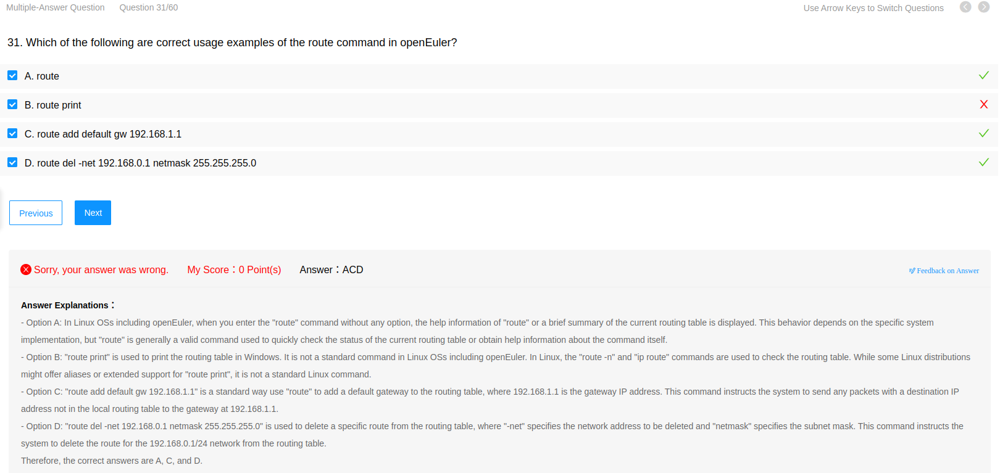 Multiple-Answer Question Question 31/60 Use Arrow Keys to Switch Questions
31. Which of the following are correct usage examples of the route command in openEuler?
A. route
B. route print
C. route add default gw 192.168.1.1
D. route del -net 192.168.0.1 netmask 255.255.255.0
Previous Next
Sorry, your answer was wrong. My Score：0 Point(s) Answer：ACD Feedback on Answer
Answer Explanations：
- Option A: In Linux OSs including openEuler, when you enter the "route" command without any option, the help information of "route" or a brief summary of the current routing table is displayed. This behavior depends on the specific system
implementation, but "route" is generally a valid command used to quickly check the status of the current routing table or obtain help information about the command itself.
- Option B: "route print" is used to print the routing table in Windows. It is not a standard command in Linux OSs including openEuler. In Linux, the "route -n" and "ip route" commands are used to check the routing table. While some Linux distributions
might offer aliases or extended support for "route print", it is not a standard Linux command.
- Option C: "route add default gw 192.168.1.1" is a standard way use "route" to add a default gateway to the routing table, where 192.168.1.1 is the gateway IP address. This command instructs the system to send any packets with a destination IP
address not in the local routing table to the gateway at 192.168.1.1.
- Option D: "route del -net 192.168.0.1 netmask 255.255.255.0" is used to delete a specific route from the routing table, where "-net" specifies the network address to be deleted and "netmask" specifies the subnet mask. This command instructs the
system to delete the route for the 192.168.0.1/24 network from the routing table.
Therefore, the correct answers are A, C, and D.